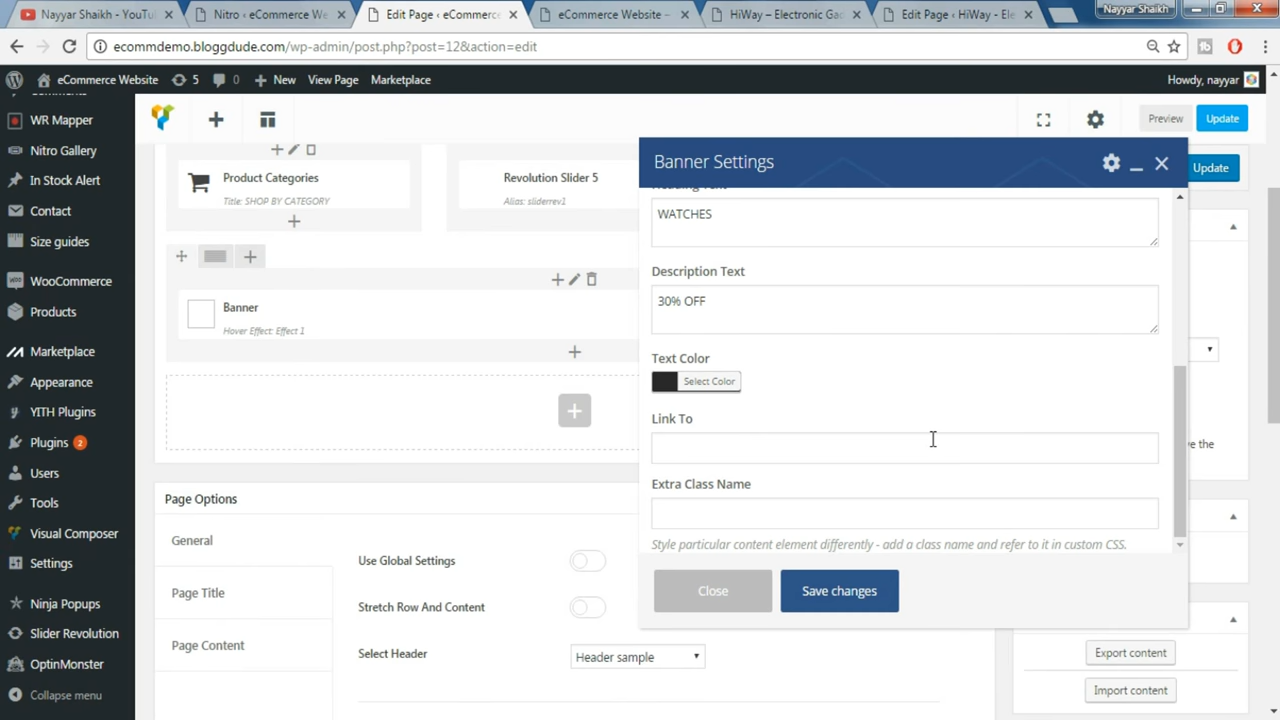 Nayyar Shaikh - YouTu
Nitro ‹ eCommerce We
Edit Page ‹ eCommerce
eCommerce Website –
HiWay – Electronic Gad
Edit Page ‹ HiWay - Ele
Nayyar Shaikh
ecommdemo.bloggdude.com/wp-admin/post.php?post=12&action=edit
eCommerce Website
5
0
New
View Page
Marketplace
Howdy, nayyar
WR Mapper
Nitro Gallery
In Stock Alert
Contact
Size guides
WooCommerce
Products
Marketplace
Appearance
YITH Plugins
Plugins 2
Users
Tools
Visual Composer
Settings
Ninja Popups
Slider Revolution
OptinMonster
Collapse menu
Preview
Update
Update
Product Categories
Title: SHOP BY CATEGORY
Revolution Slider 5
Alias: sliderrev1
Banner
Hover Effect: Effect 1
Page Options
General
Page Title
Page Content
Use Global Settings
Stretch Row And Content
Select Header
Header sample
Banner Settings
Heading Text
WATCHES
Description Text
30% OFF
Text Color
Select Color
Link To
Extra Class Name
Style particular content element differently - add a class name and refer to it in custom CSS.
Close
Save changes
ve the
Export content
Import content